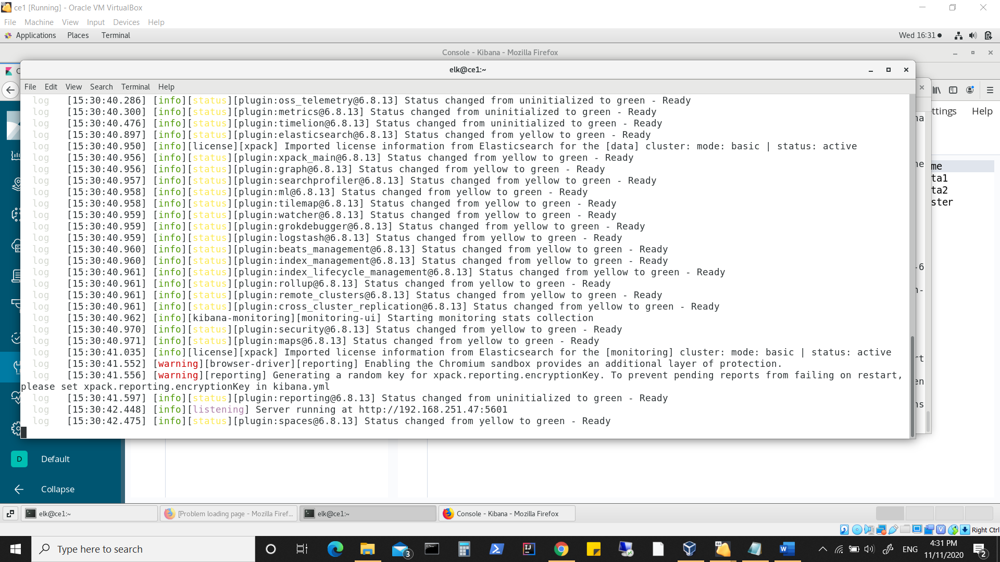 ce1 [Running] - Oracle VM VirtualBox
File Machine View Input Devices Help
Applications Places Terminal Wed 16:31
Console - Kibana - Mozilla Firefox
elk@ce1:~
File Edit View Search Terminal Help
log [15:30:40.286] [info][status][plugin:oss_telemetry@6.8.13] Status changed from uninitialized to green - Ready
log [15:30:40.300] [info][status][plugin:metrics@6.8.13] Status changed from uninitialized to green - Ready
log [15:30:40.476] [info][status][plugin:timelion@6.8.13] Status changed from uninitialized to green - Ready
log [15:30:40.897] [info][status][plugin:elasticsearch@6.8.13] Status changed from yellow to green - Ready
log [15:30:40.950] [info][license][xpack] Imported license information from Elasticsearch for the [data] cluster: mode: basic | status: active
log [15:30:40.956] [info][status][plugin:xpack_main@6.8.13] Status changed from yellow to green - Ready
log [15:30:40.956] [info][status][plugin:graph@6.8.13] Status changed from yellow to green - Ready
log [15:30:40.957] [info][status][plugin:searchprofiler@6.8.13] Status changed from yellow to green - Ready
log [15:30:40.958] [info][status][plugin:ml@6.8.13] Status changed from yellow to green - Ready
log [15:30:40.958] [info][status][plugin:tilemap@6.8.13] Status changed from yellow to green - Ready
log [15:30:40.959] [info][status][plugin:watcher@6.8.13] Status changed from yellow to green - Ready
log [15:30:40.959] [info][status][plugin:grokdebugger@6.8.13] Status changed from yellow to green - Ready
log [15:30:40.959] [info][status][plugin:logstash@6.8.13] Status changed from yellow to green - Ready
log [15:30:40.960] [info][status][plugin:beats_management@6.8.13] Status changed from yellow to green - Ready
log [15:30:40.960] [info][status][plugin:index_management@6.8.13] Status changed from yellow to green - Ready
log [15:30:40.961] [info][status][plugin:index_lifecycle_management@6.8.13] Status changed from yellow to green - Ready
log [15:30:40.961] [info][status][plugin:rollup@6.8.13] Status changed from yellow to green - Ready
log [15:30:40.961] [info][status][plugin:remote_clusters@6.8.13] Status changed from yellow to green - Ready
log [15:30:40.961] [info][status][plugin:cross_cluster_replication@6.8.13] Status changed from yellow to green - Ready
log [15:30:40.962] [info][kibana-monitoring][monitoring-ui] Starting monitoring stats collection
log [15:30:40.970] [info][status][plugin:security@6.8.13] Status changed from yellow to green - Ready
log [15:30:40.971] [info][status][plugin:maps@6.8.13] Status changed from yellow to green - Ready
log [15:30:41.035] [info][license][xpack] Imported license information from Elasticsearch for the [monitoring] cluster: mode: basic | status: active
log [15:30:41.552] [warning][browser-driver][reporting] Enabling the Chromium sandbox provides an additional layer of protection.
log [15:30:41.556] [warning][reporting] Generating a random key for xpack.reporting.encryptionKey. To prevent pending reports from failing on restart,
please set xpack.reporting.encryptionKey in kibana.yml
log [15:30:41.597] [info][status][plugin:reporting@6.8.13] Status changed from uninitialized to green - Ready
log [15:30:42.448] [info][listening] Server running at http://192.168.251.47:5601
log [15:30:42.475] [info][status][plugin:spaces@6.8.13] Status changed from yellow to green - Ready
ttings Help
na
ne
me
ta1
ta2
ster
-6
n-
rt
en
ns
D Default
Collapse
elk@ce1:~ [Problem loading page - Mozilla Firef... elk@ce1:~ Console - Kibana - Mozilla Firefox
Right Ctrl
Type here to search
3
ENG
4:31 PM
11/11/2020
2